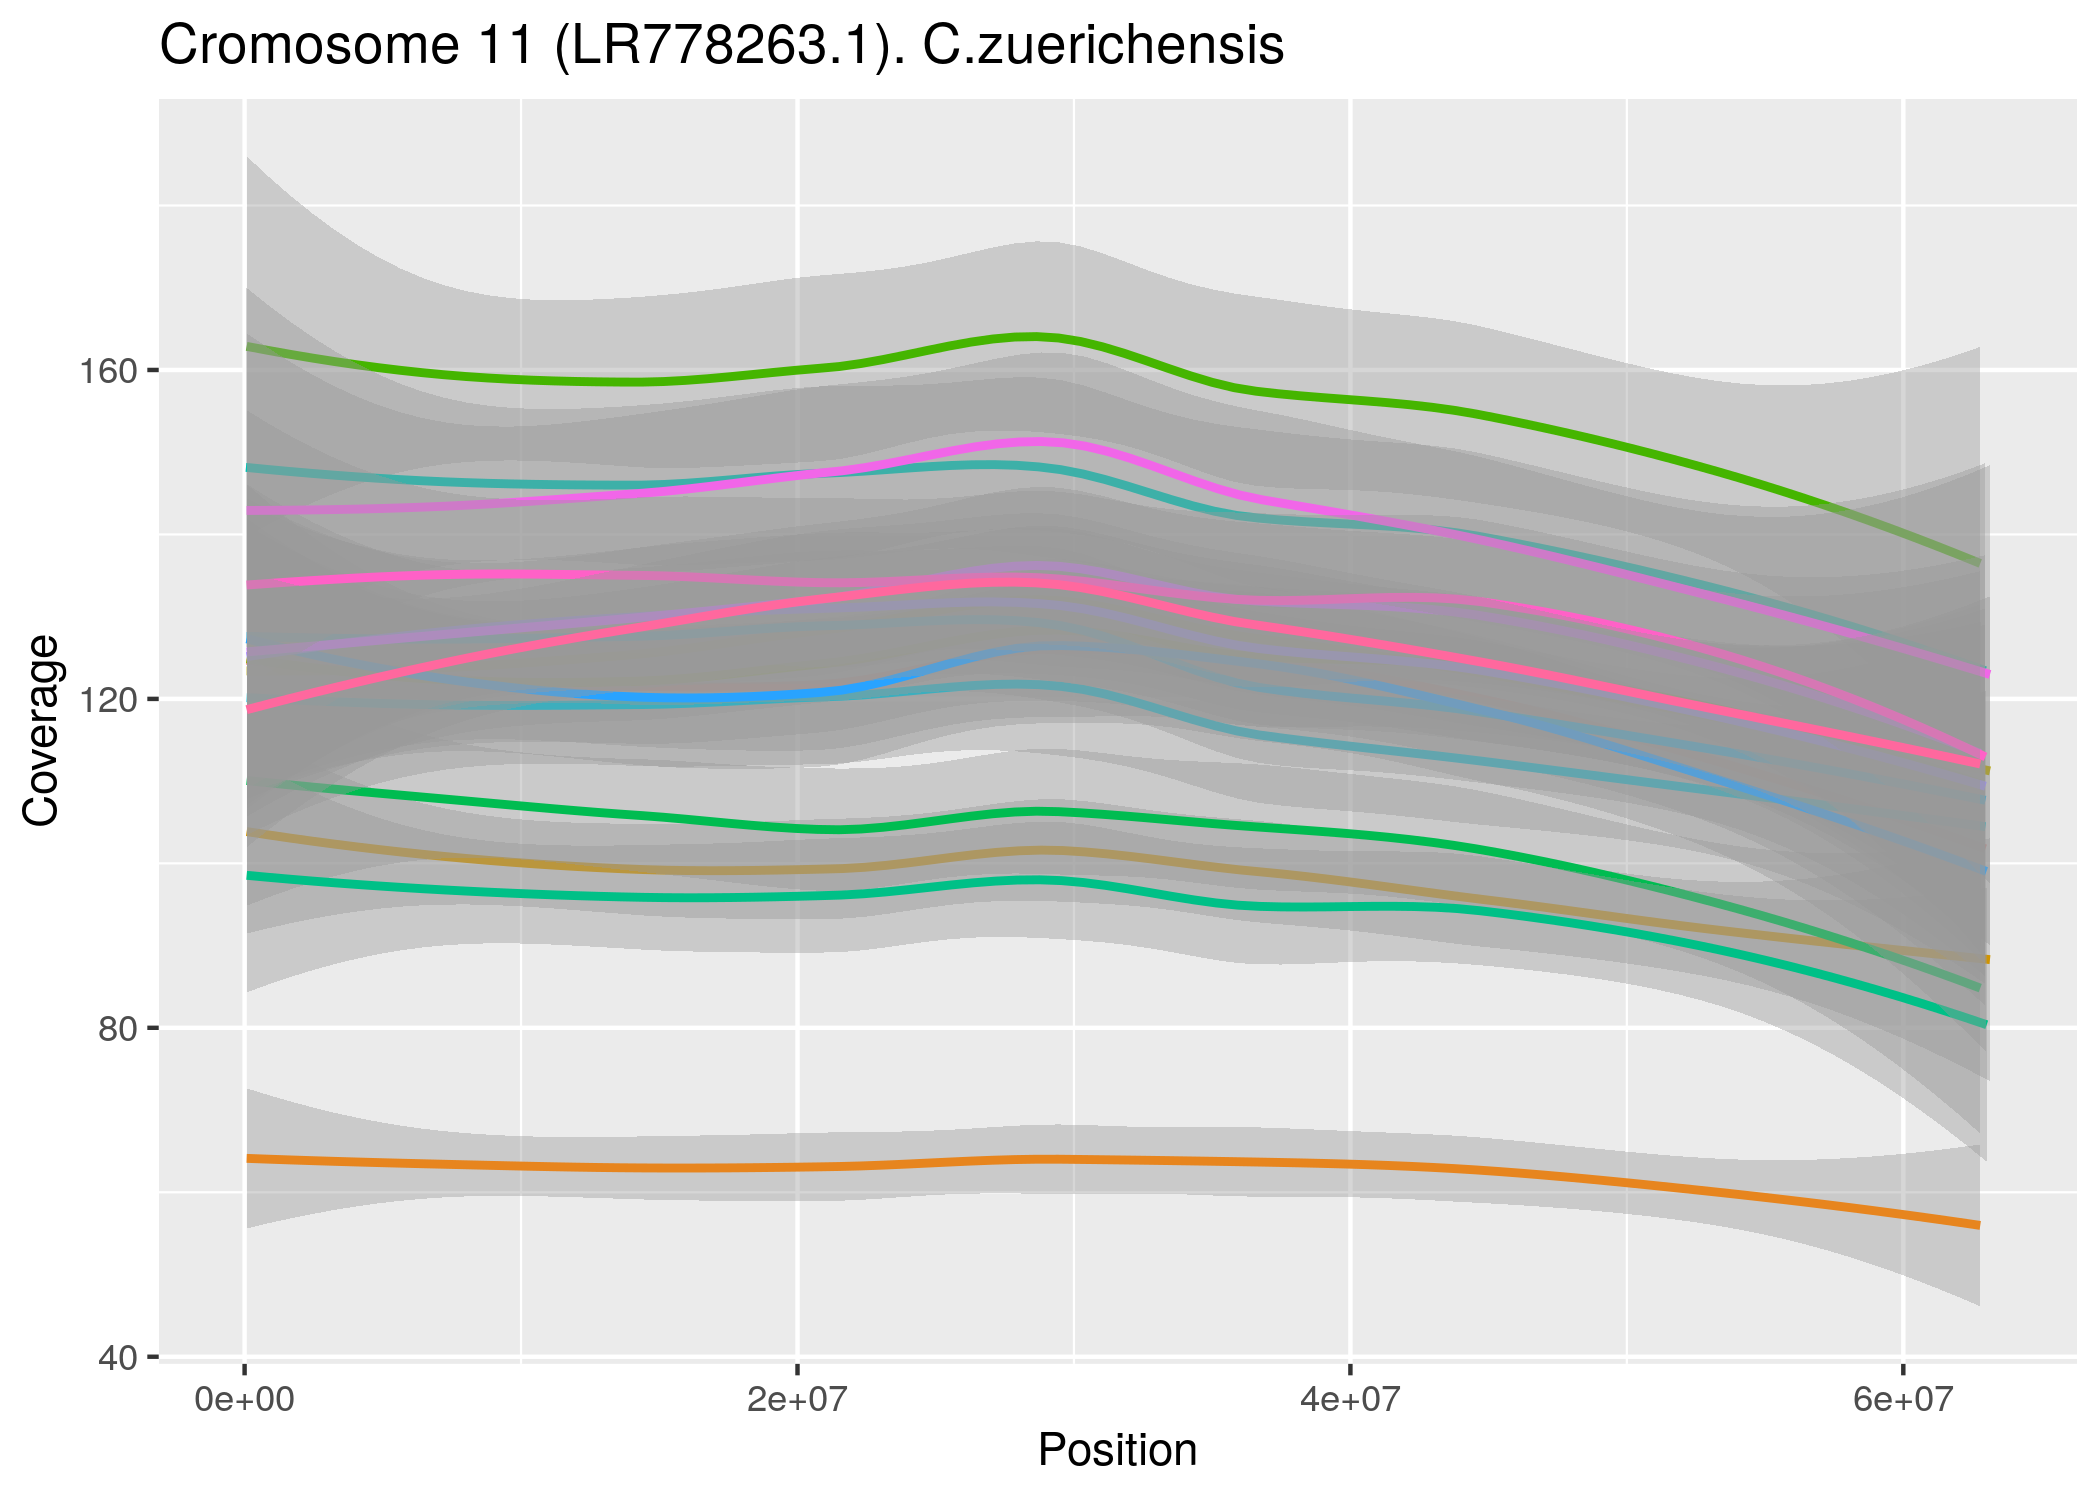 Cromosome 11 (LR778263.1). C.zuerichensis
Coverage
160
120
80
40
0e+00
2e+07
4e+07
6e+07
Position